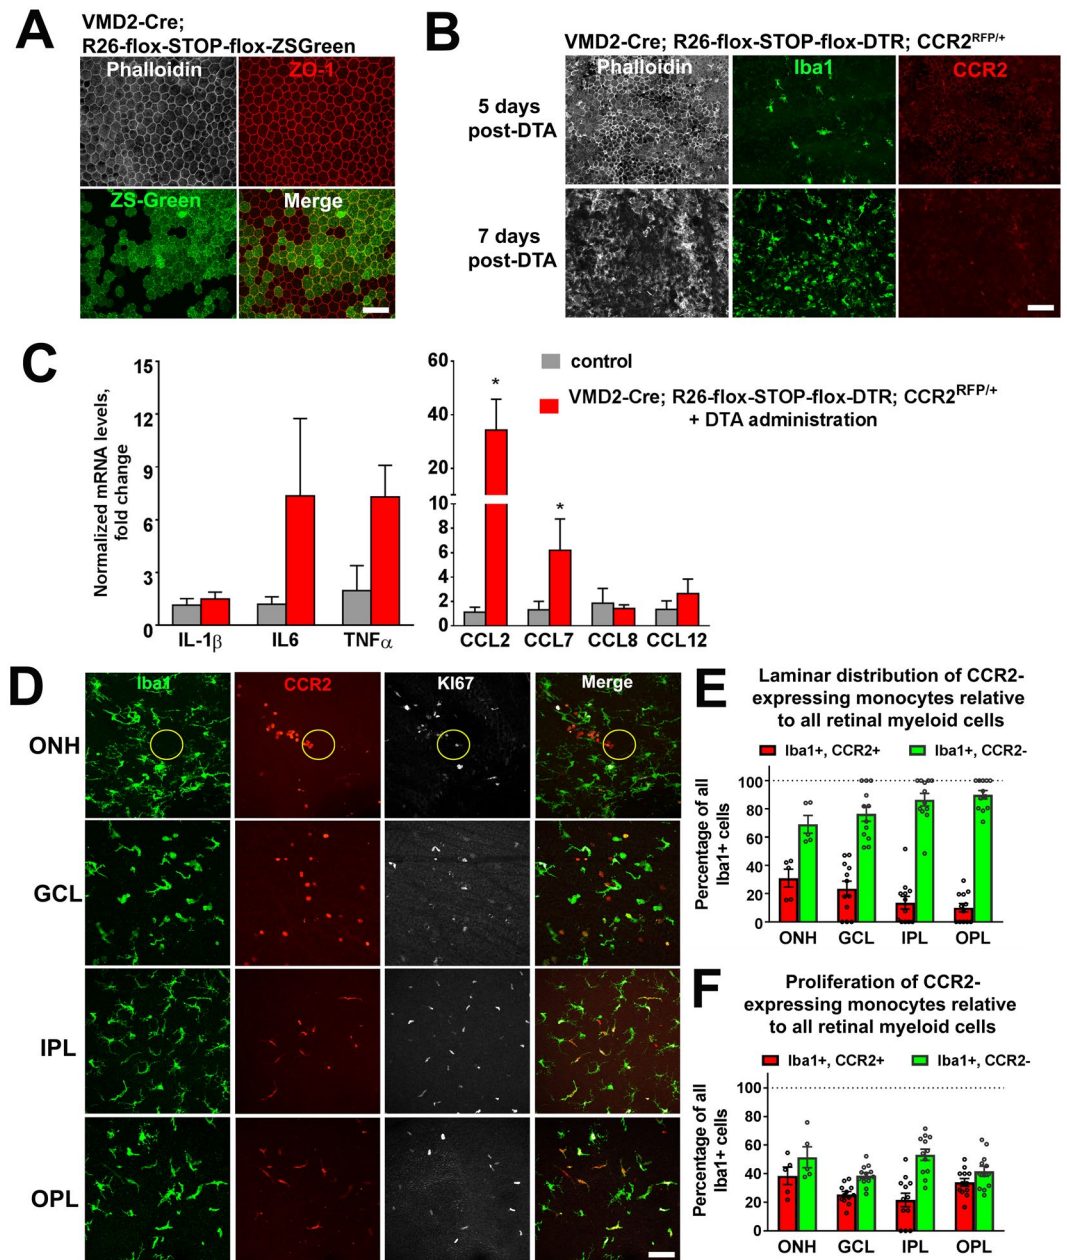 A
VMD2-Cre;
R26-flox-STOP-flox-ZSGreen
Phalloidin
ZO-1
ZS-Green
Merge
B
VMD2-Cre; R26-flox-STOP-flox-DTR; CCR2RFP/+
Phalloidin
Iba1
CCR2
5 days
post-DTA
7 days
post-DTA
C
Normalized mRNA levels,
fold change
15
12
9
6
3
0
IL-1β
IL6
TNFα
60
40
20
10
8
6
4
2
0
*
*
CCL2
CCL7
CCL8
CCL12
control
VMD2-Cre; R26-flox-STOP-flox-DTR; CCR2RFP/+
+ DTA administration
D
Iba1
CCR2
KI67
Merge
ONH
GCL
IPL
OPL
E
Laminar distribution of CCR2-
expressing monocytes relative
to all retinal myeloid cells
Iba1+, CCR2+
Iba1+, CCR2-
Percentage of all
Iba1+ cells
100
80
60
40
20
0
ONH
GCL
IPL
OPL
F
Proliferation of CCR2-
expressing monocytes relative
to all retinal myeloid cells
Iba1+, CCR2+
Iba1+, CCR2-
Percentage of all
Iba1+ cells
100
80
60
40
20
0
ONH
GCL
IPL
OPL